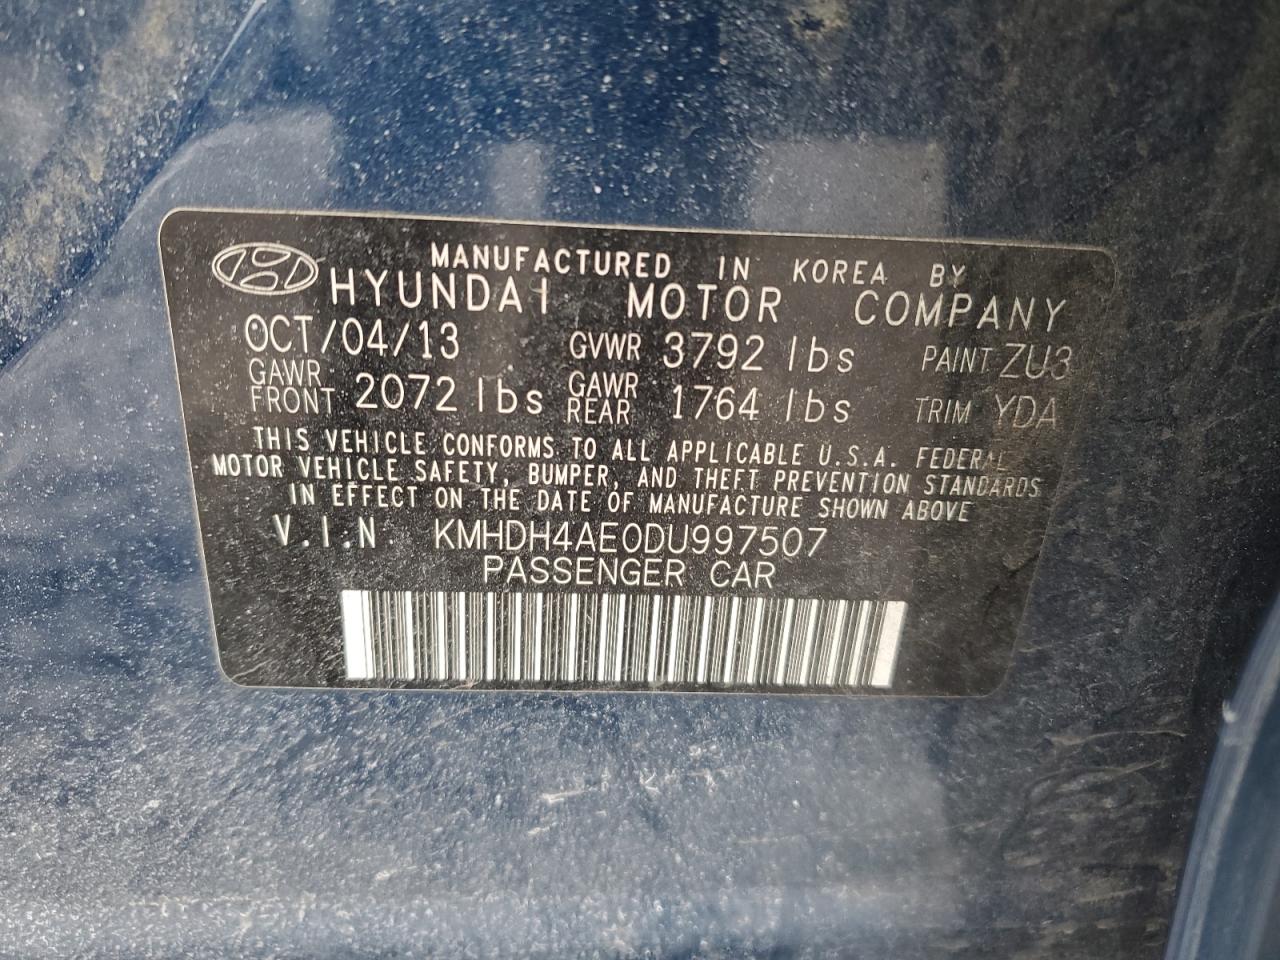 MANUFACTURED IN KOREA BY
HYUNDAI MOTOR COMPANY
OCT/04/13 GVWR 3792 lbs PAINT ZU3
GAWR FRONT 2072 lbs GAWR REAR 1764 lbs TRIM YDA
THIS VEHICLE CONFORMS TO ALL APPLICABLE U.S.A. FEDERAL
MOTOR VEHICLE SAFETY, BUMPER, AND THEFT PREVENTION STANDARDS
IN EFFECT ON THE DATE OF MANUFACTURE SHOWN ABOVE
V.I.N KMHDH4AE0DU997507
PASSENGER CAR